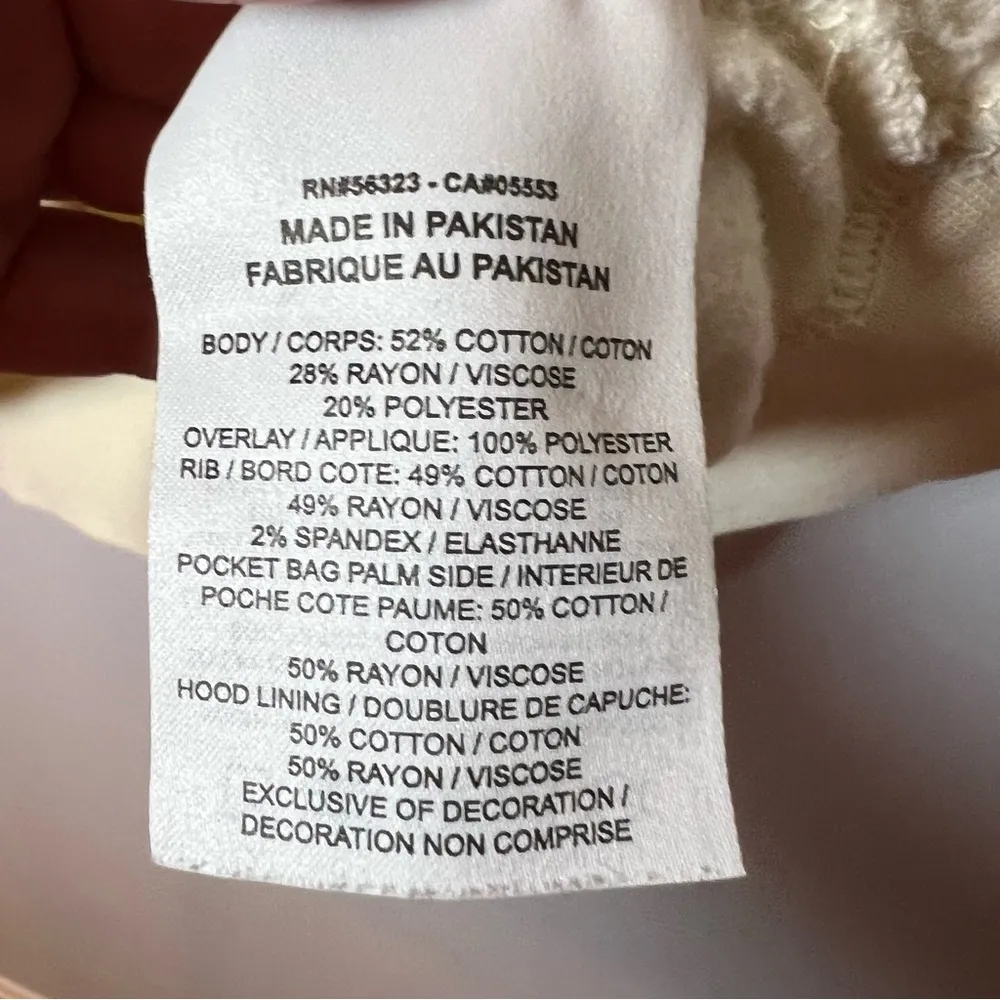 RN#56323 - CA#05553
MADE IN PAKISTAN
FABRIQUE AU PAKISTAN
BODY / CORPS: 52% COTTON / COTON
28% RAYON / VISCOSE
20% POLYESTER
OVERLAY / APPLIQUE: 100% POLYESTER
RIB / BORD COTE: 49% COTTON / COTON
49% RAYON / VISCOSE
2% SPANDEX / ELASTHANNE
POCKET BAG PALM SIDE / INTERIEUR DE
POCHE COTE PAUME: 50% COTTON /
COTON
50% RAYON / VISCOSE
HOOD LINING / DOUBLURE DE CAPUCHE:
50% COTTON / COTON
50% RAYON / VISCOSE
EXCLUSIVE OF DECORATION /
DECORATION NON COMPRISE